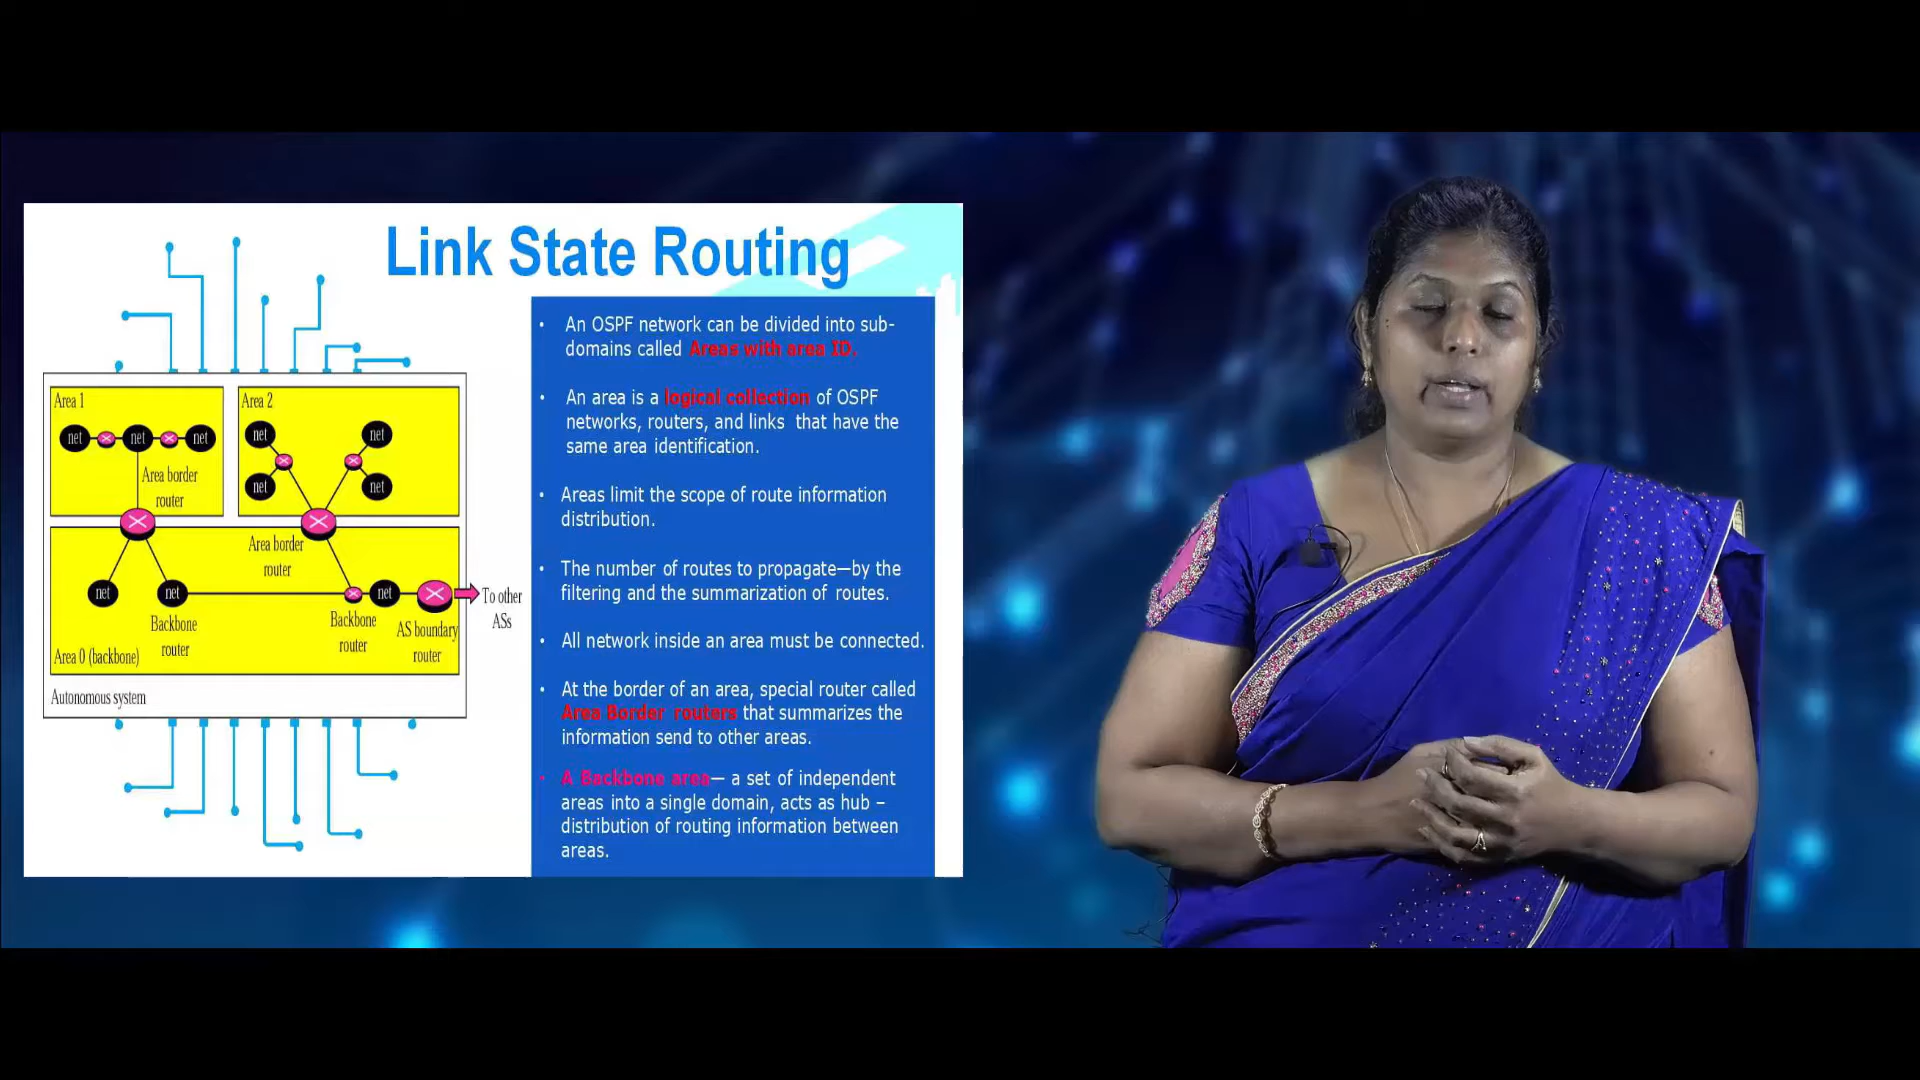 Link State Routing
Area 1
net
net
net
Area border
router
Area 2
net
net
net
net
Area border
router
net
net
net
Backbone
router
Backbone
router
AS boundary
router
To other
ASs
Area 0 (backbone)
Autonomous system
• An OSPF network can be divided into sub-
domains called Areas with area ID.
• An area is a logical collection of OSPF
networks, routers, and links that have the
same area identification.
• Areas limit the scope of route information
distribution.
• The number of routes to propagate—by the
filtering and the summarization of routes.
• All network inside an area must be connected.
• At the border of an area, special router called
Area Border routers that summarizes the
information send to other areas.
• A Backbone area— a set of independent
areas into a single domain, acts as hub –
distribution of routing information between
areas.